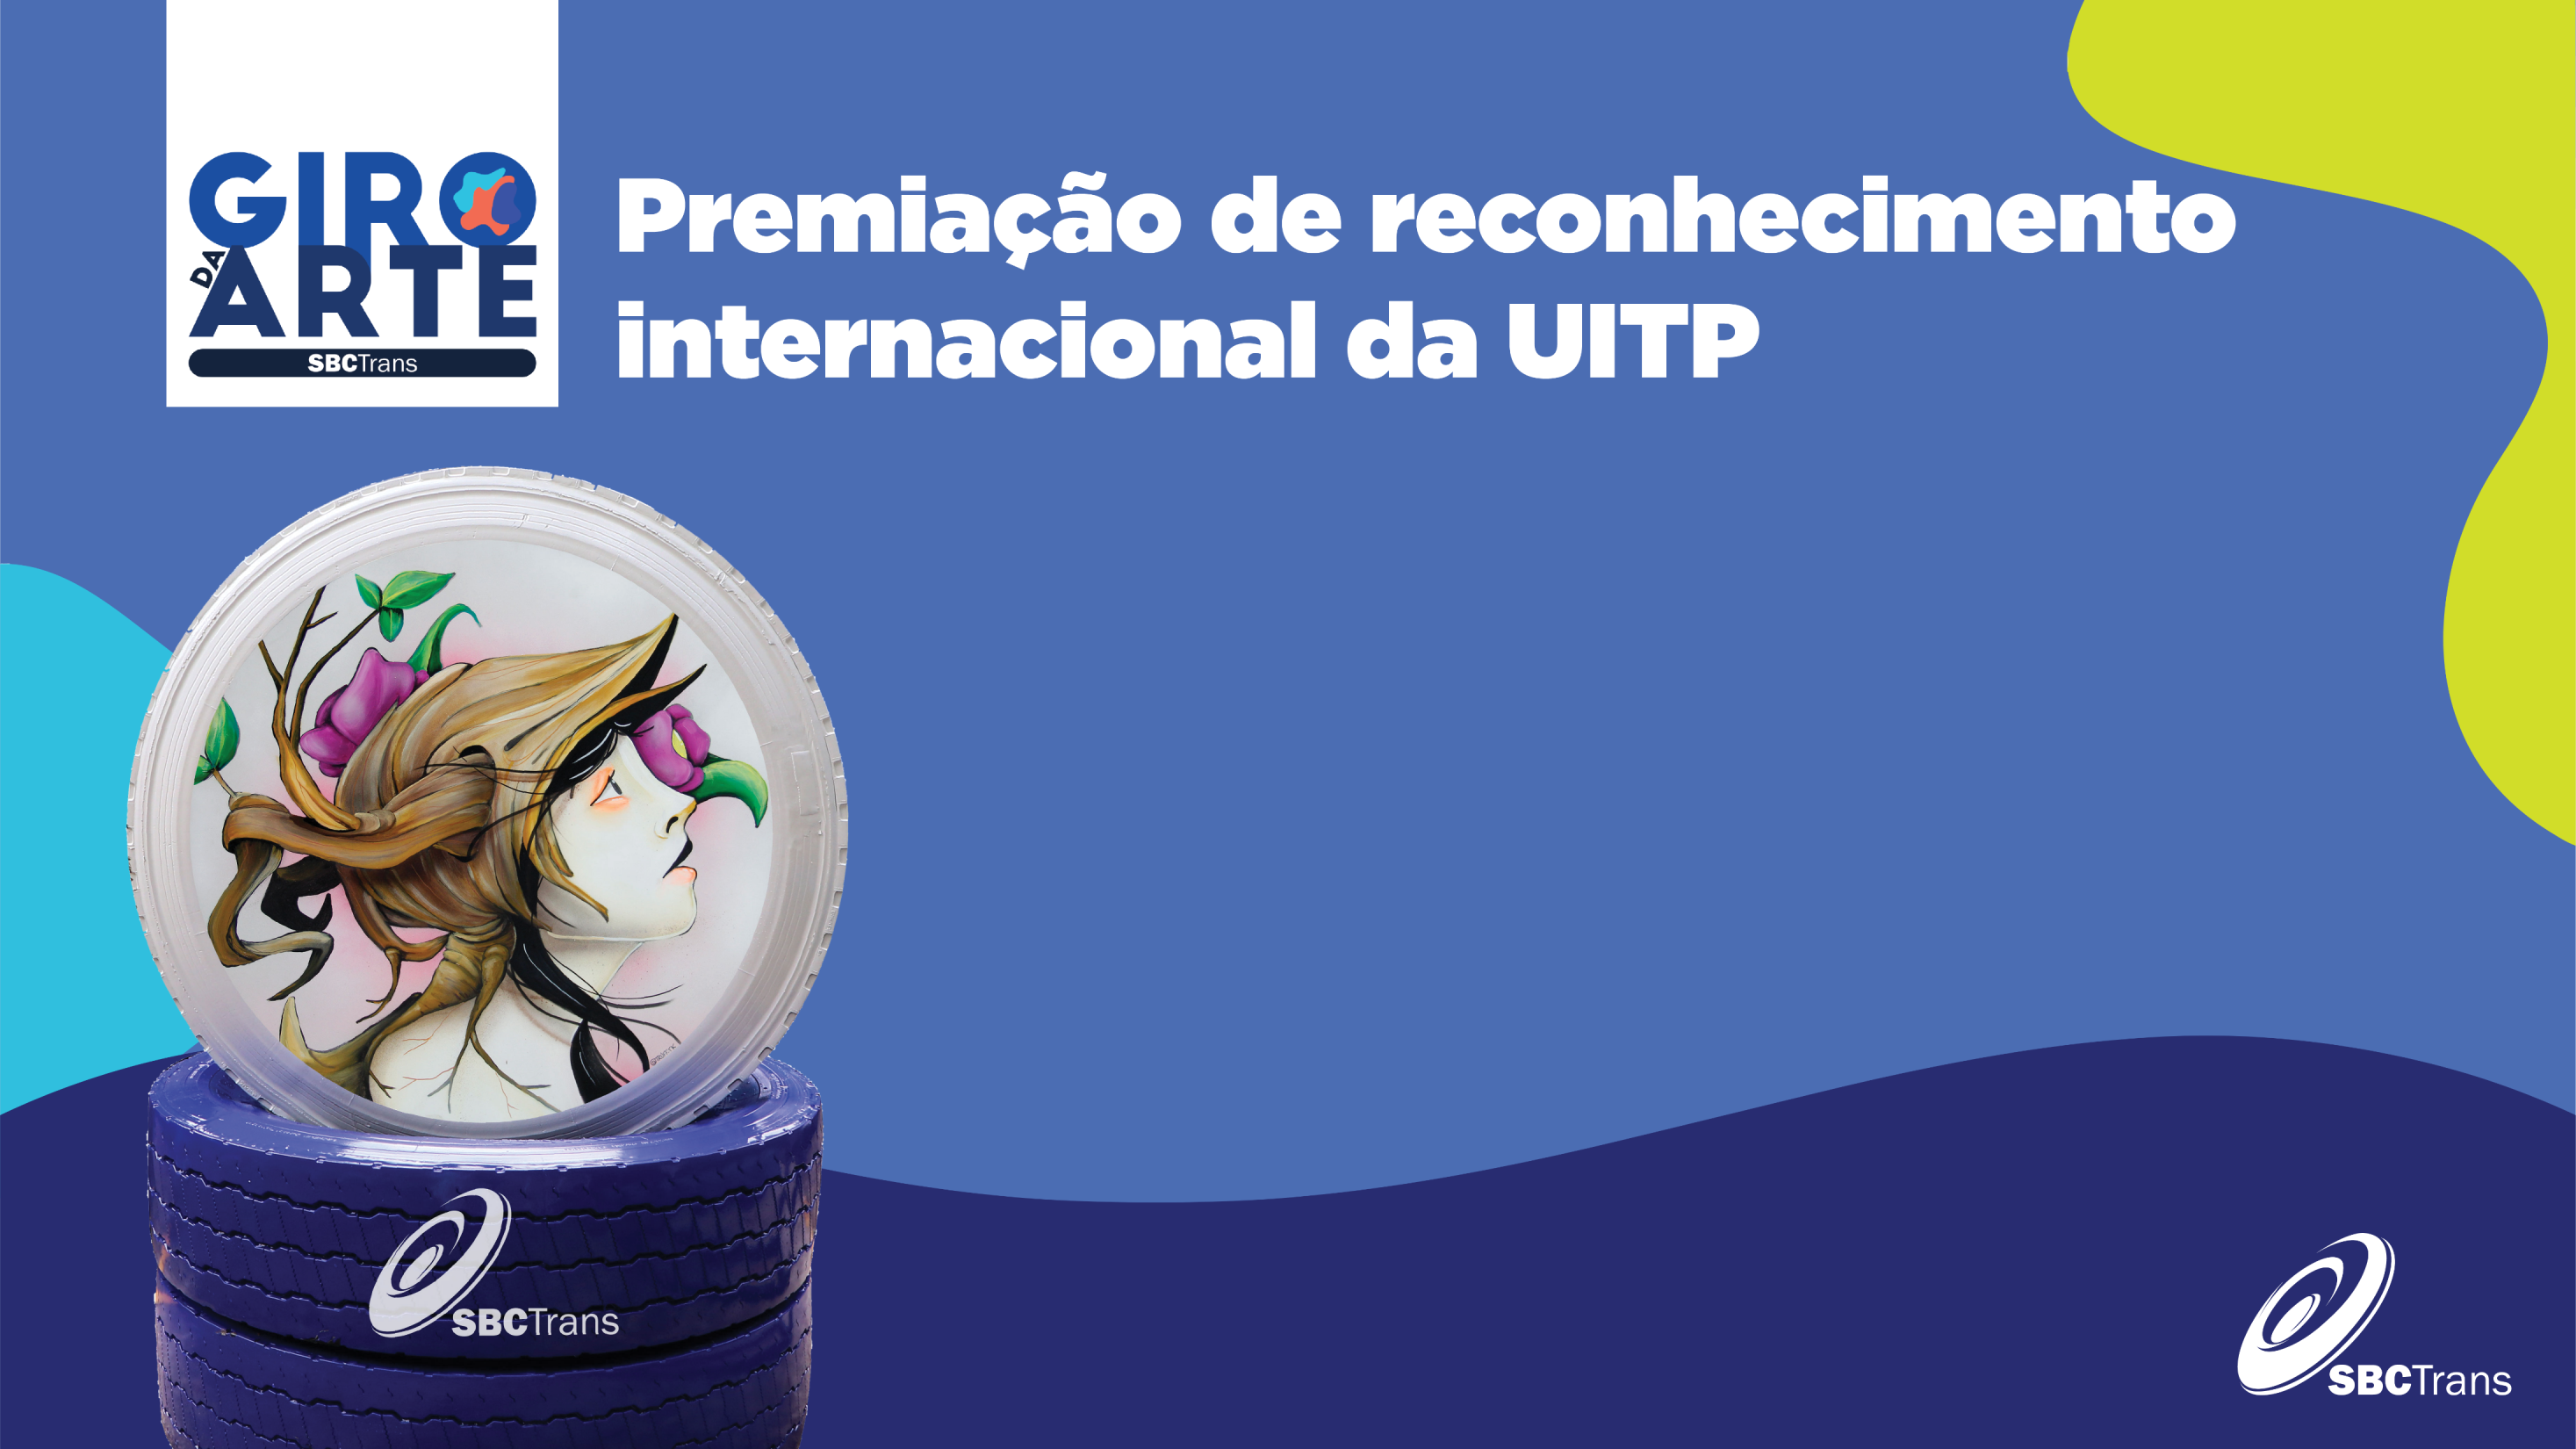 GIRO
DA
ARTE
SBCTrans
Premiação de reconhecimento
internacional da UITP
SBCTrans
SBCTrans